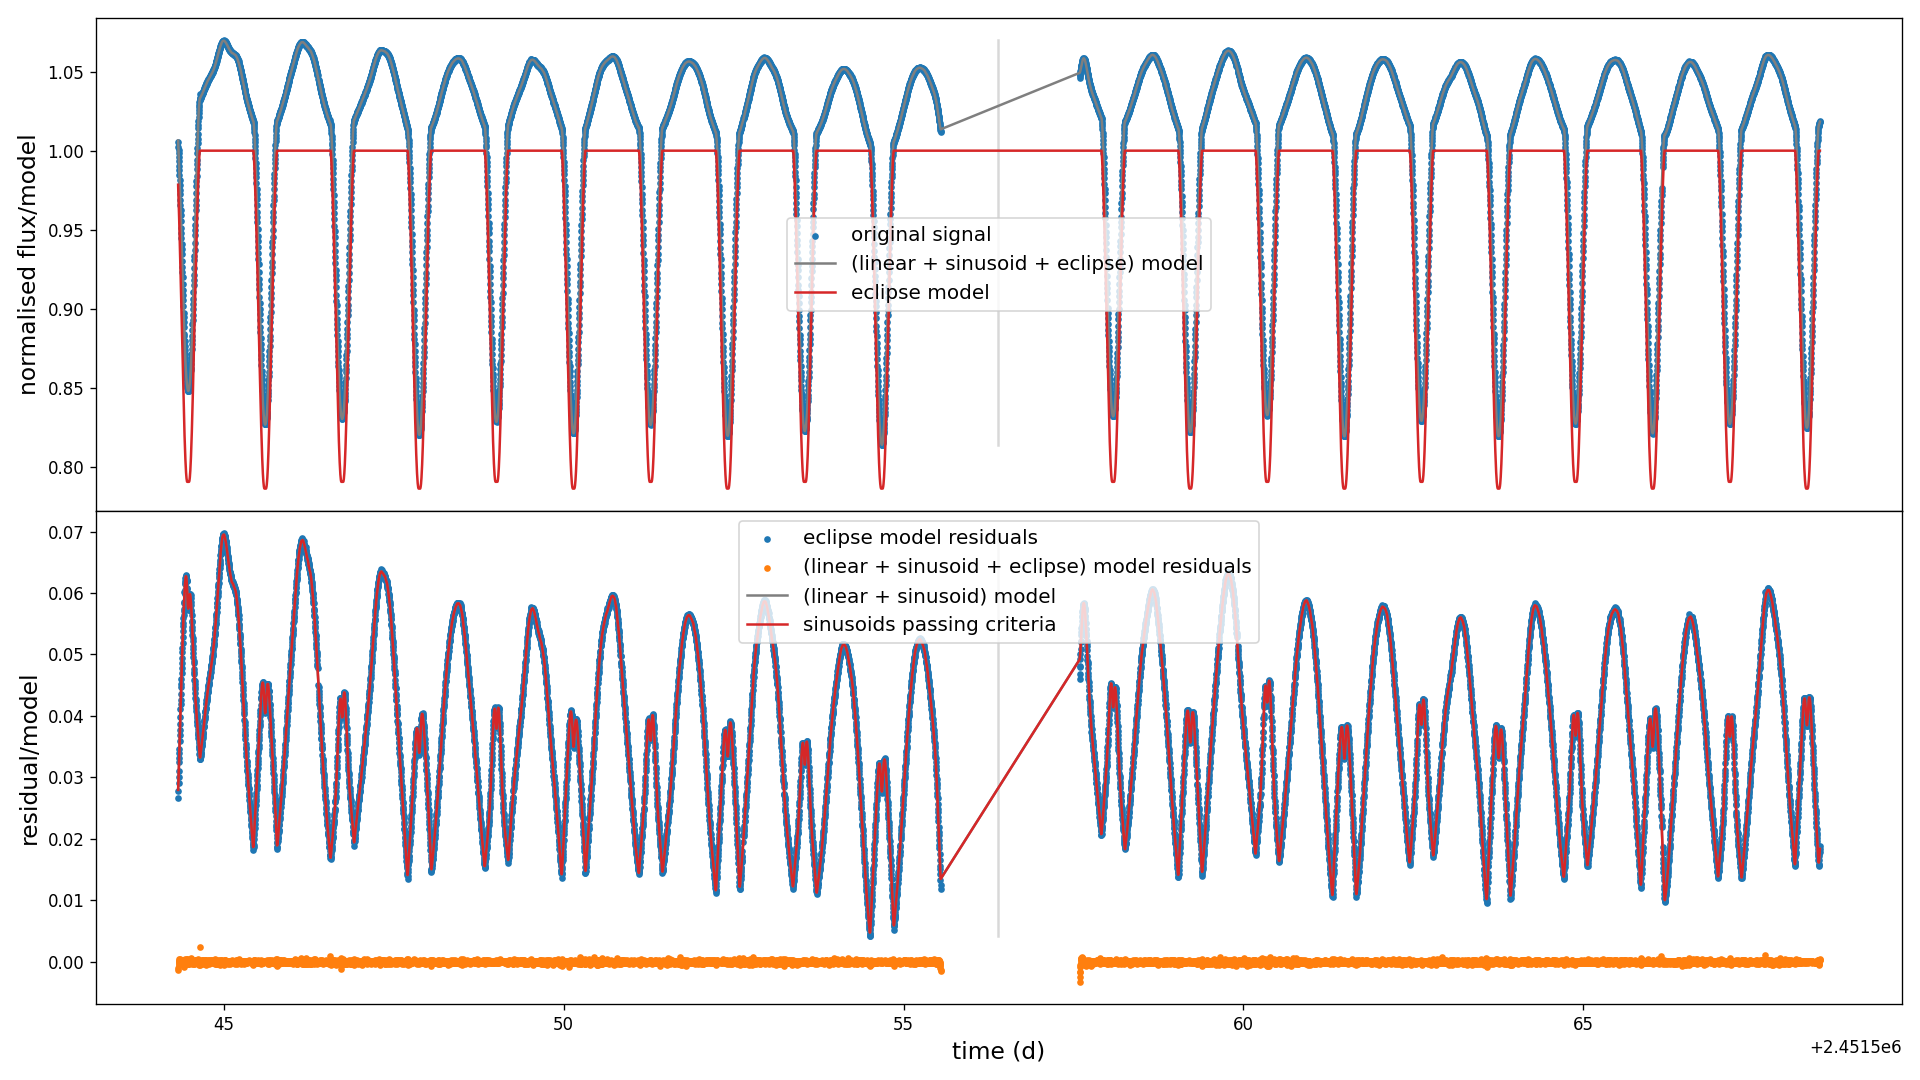 normalised flux/model
1.05
1.00
0.95
0.90
0.85
0.80
original signal
(linear + sinusoid + eclipse) model
eclipse model
residual/model
0.07
0.06
0.05
0.04
0.03
0.02
0.01
0.00
eclipse model residuals
(linear + sinusoid + eclipse) model residuals
(linear + sinusoid) model
sinusoids passing criteria
45 50 55 60 65
time (d)
+2.4515e6